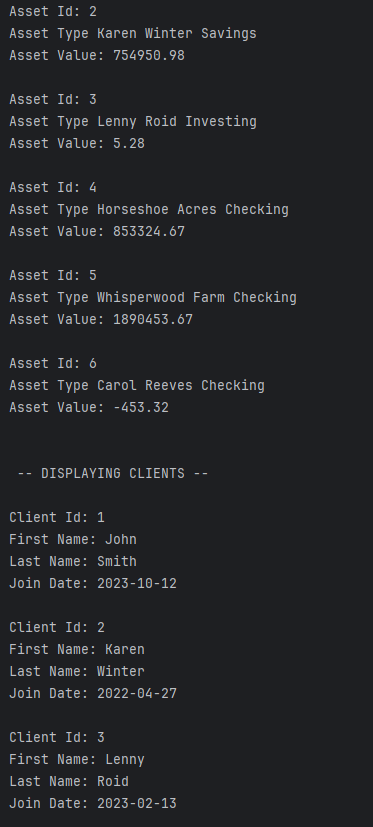 Asset Id: 2
Asset Type Karen Winter Savings
Asset Value: 754950.98
Asset Id: 3
Asset Type Lenny Roid Investing
Asset Value: 5.28
Asset Id: 4
Asset Type Horseshoe Acres Checking
Asset Value: 853324.67
Asset Id: 5
Asset Type Whisperwood Farm Checking
Asset Value: 1890453.67
Asset Id: 6
Asset Type Carol Reeves Checking
Asset Value: -453.32
-- DISPLAYING CLIENTS --
Client Id: 1
First Name: John
Last Name: Smith
Join Date: 2023-10-12
Client Id: 2
First Name: Karen
Last Name: Winter
Join Date: 2022-04-27
Client Id: 3
First Name: Lenny
Last Name: Roid
Join Date: 2023-02-13